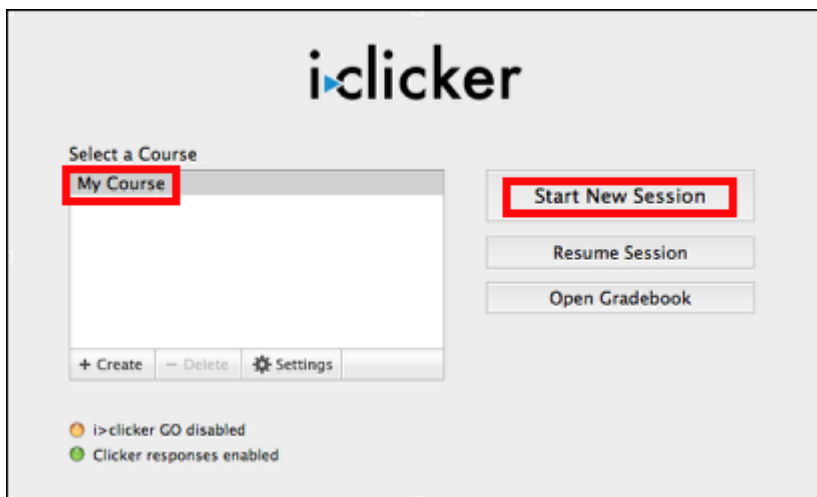 i>clicker
Select a Course
My Course
Start New Session
Resume Session
Open Gradebook
+ Create
− Delete
Settings
i>clicker GO disabled
Clicker responses enabled